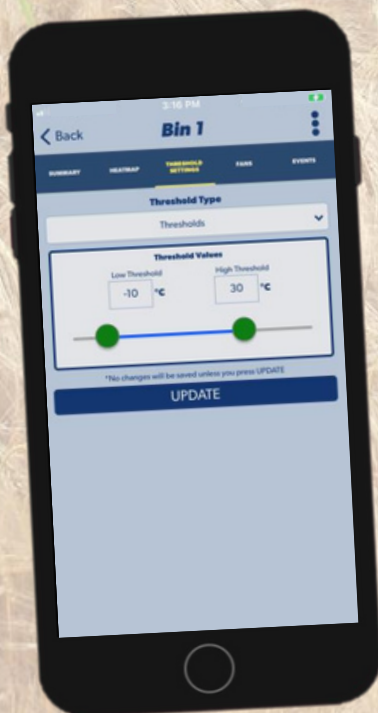 3:16 PM
Back
Bin 1
SUMMARY HEATMAP THRESHOLD SETTINGS FANS EVENTS
Threshold Type
Thresholds
Threshold Values
Low Threshold High Threshold
-10 °C 30 °C
*No changes will be saved unless you press UPDATE
UPDATE